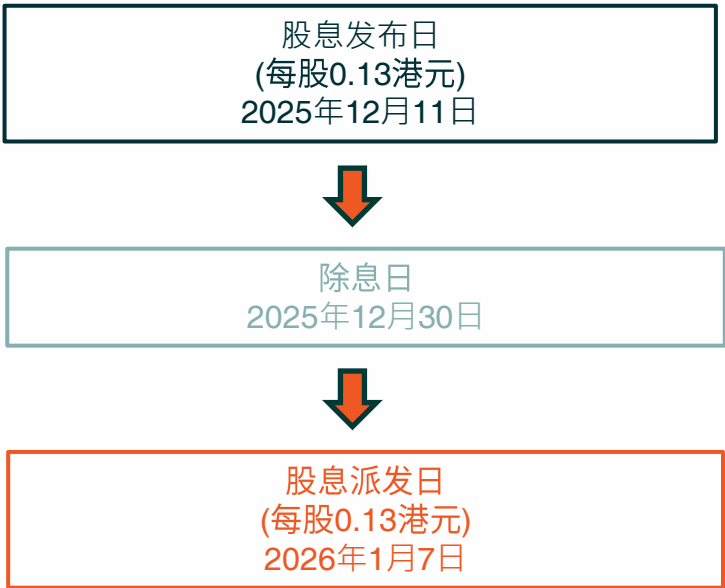 股息发布日
(每股0.13港元)
2025年12月11日
除息日
2025年12月30日
股息派发日
(每股0.13港元)
2026年1月7日